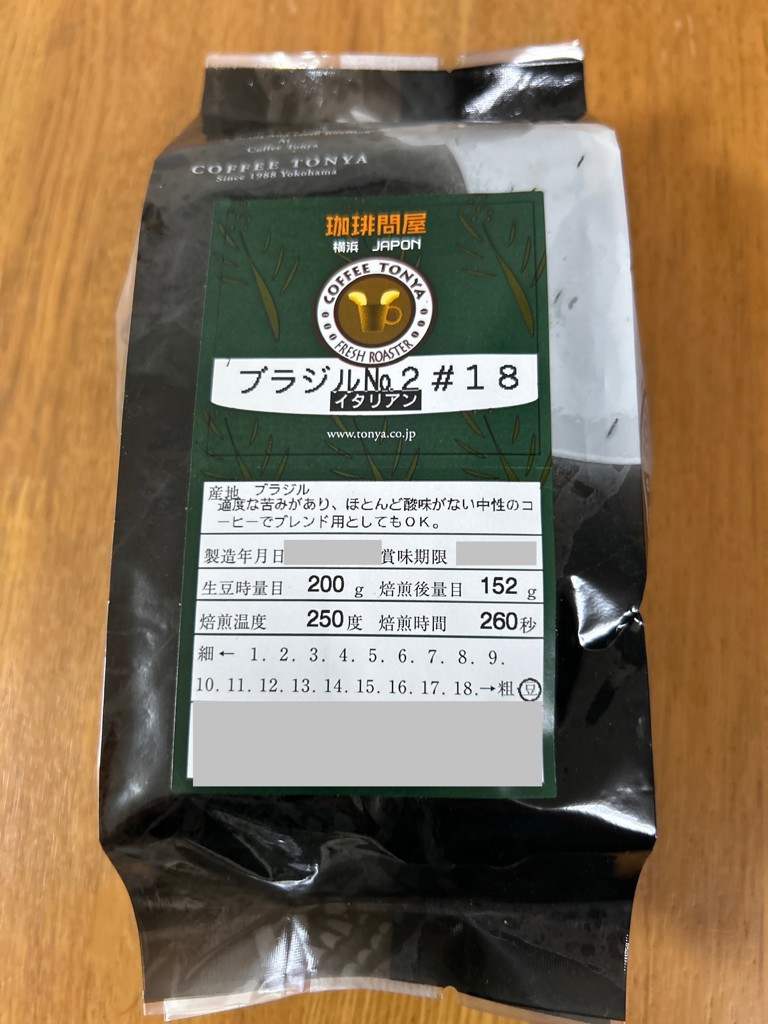 Coffee Tonya
COFFEE TONYA
Since 1988 Yokohama
珈琲問屋
横浜 JAPON
COFFEE TONYA
FRESH ROASTER
ブラジル№2#18
イタリアン
www.tonya.co.jp
産地 ブラジル
適度な苦みがあり、ほとんど酸味がない中性のコ
ーヒーでブレンド用としてもOK。
製造年月日 賞味期限
生豆時量目 200g 焙煎後量目 152g
焙煎温度 250度 焙煎時間 260秒
細← 1. 2. 3. 4. 5. 6. 7. 8. 9.
10. 11. 12. 13. 14. 15. 16. 17. 18.→粗 豆